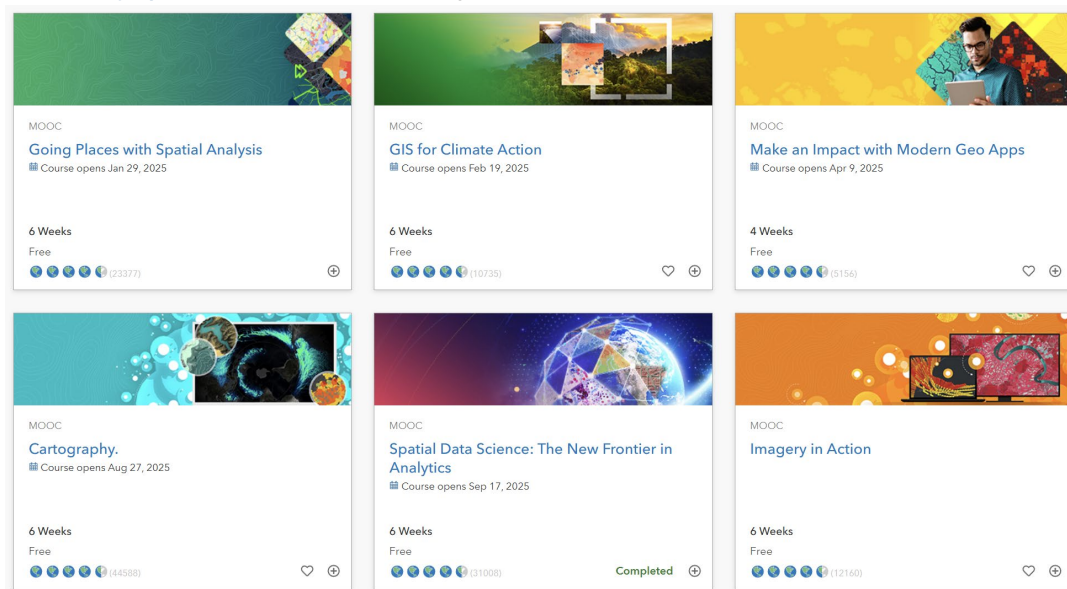 MOOC
Going Places with Spatial Analysis
Course opens Jan 29, 2025
6 Weeks
Free
(23377)
MOOC
GIS for Climate Action
Course opens Feb 19, 2025
6 Weeks
Free
(10735)
MOOC
Make an Impact with Modern Geo Apps
Course opens Apr 9, 2025
4 Weeks
Free
(5156)
MOOC
Cartography.
Course opens Aug 27, 2025
6 Weeks
Free
(44588)
MOOC
Spatial Data Science: The New Frontier in
Analytics
Course opens Sep 17, 2025
6 Weeks
Free
(31008)
Completed
MOOC
Imagery in Action
6 Weeks
Free
(12160)